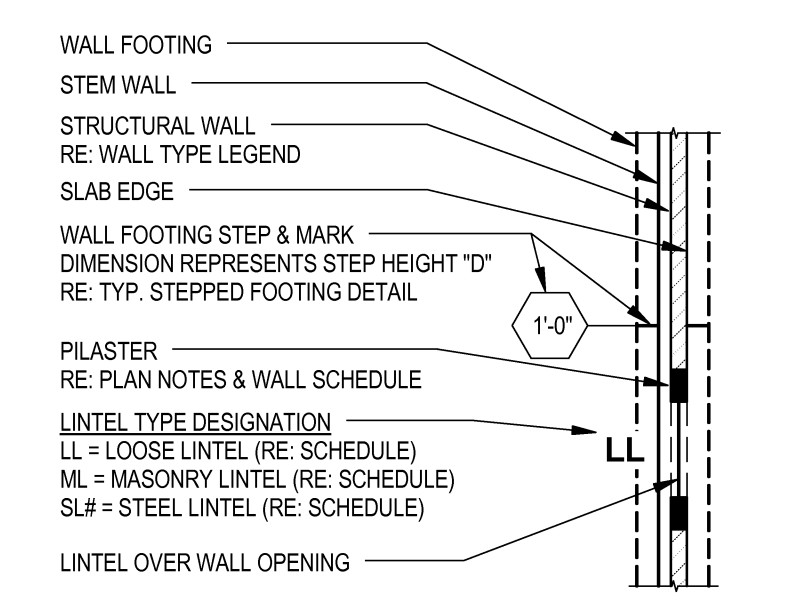 WALL FOOTING
STEM WALL
STRUCTURAL WALL
RE: WALL TYPE LEGEND
SLAB EDGE
WALL FOOTING STEP & MARK
DIMENSION REPRESENTS STEP HEIGHT "D"
RE: TYP. STEPPED FOOTING DETAIL
1'-0"
PILASTER
RE: PLAN NOTES & WALL SCHEDULE
LINTEL TYPE DESIGNATION
LL = LOOSE LINTEL (RE: SCHEDULE)
LL
ML = MASONRY LINTEL (RE: SCHEDULE)
SL# = STEEL LINTEL (RE: SCHEDULE)
LINTEL OVER WALL OPENING